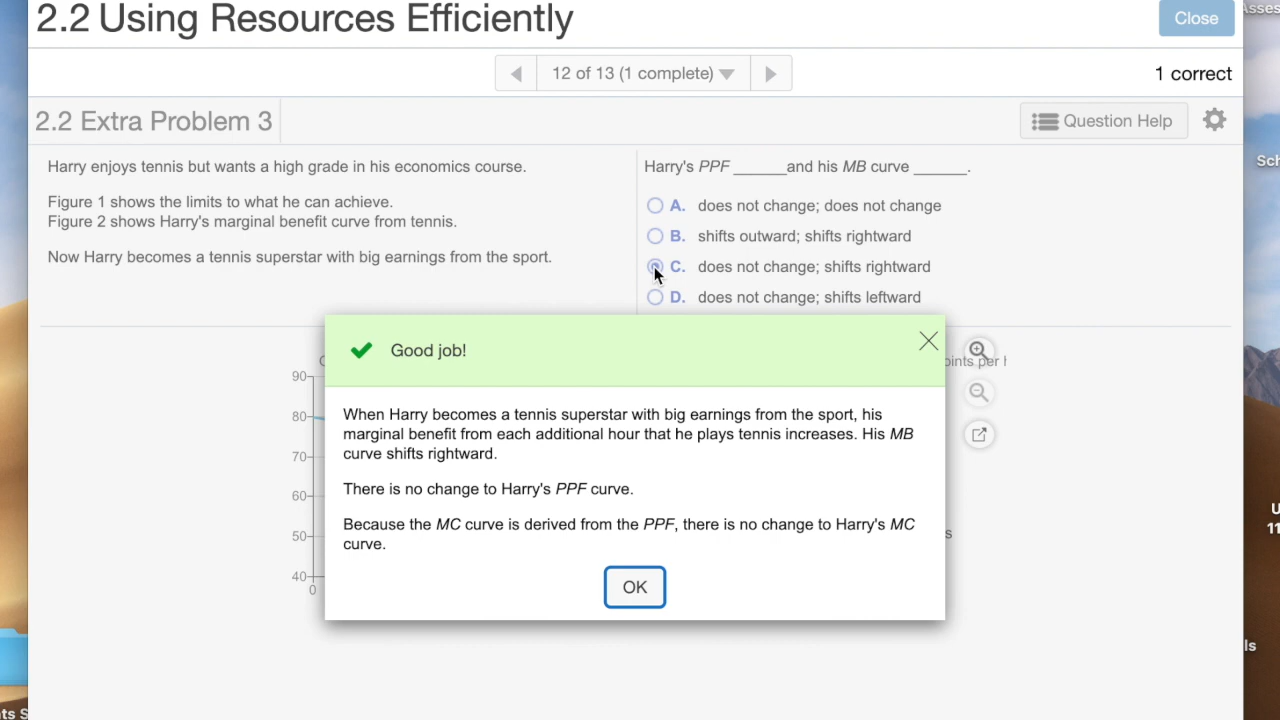 2.2 Using Resources Efficiently
Close
12 of 13 (1 complete)
1 correct
2.2 Extra Problem 3
Question Help
Harry enjoys tennis but wants a high grade in his economics course.
Figure 1 shows the limits to what he can achieve.
Figure 2 shows Harry's marginal benefit curve from tennis.
Now Harry becomes a tennis superstar with big earnings from the sport.
Harry's PPF ______ and his MB curve ______.
A. does not change; does not change
B. shifts outward; shifts rightward
C. does not change; shifts rightward
D. does not change; shifts leftward
Good job!
When Harry becomes a tennis superstar with big earnings from the sport, his
marginal benefit from each additional hour that he plays tennis increases. His MB
curve shifts rightward.
There is no change to Harry's PPF curve.
Because the MC curve is derived from the PPF, there is no change to Harry's MC
curve.
OK
90
80
70
60
50
40
0
per
11